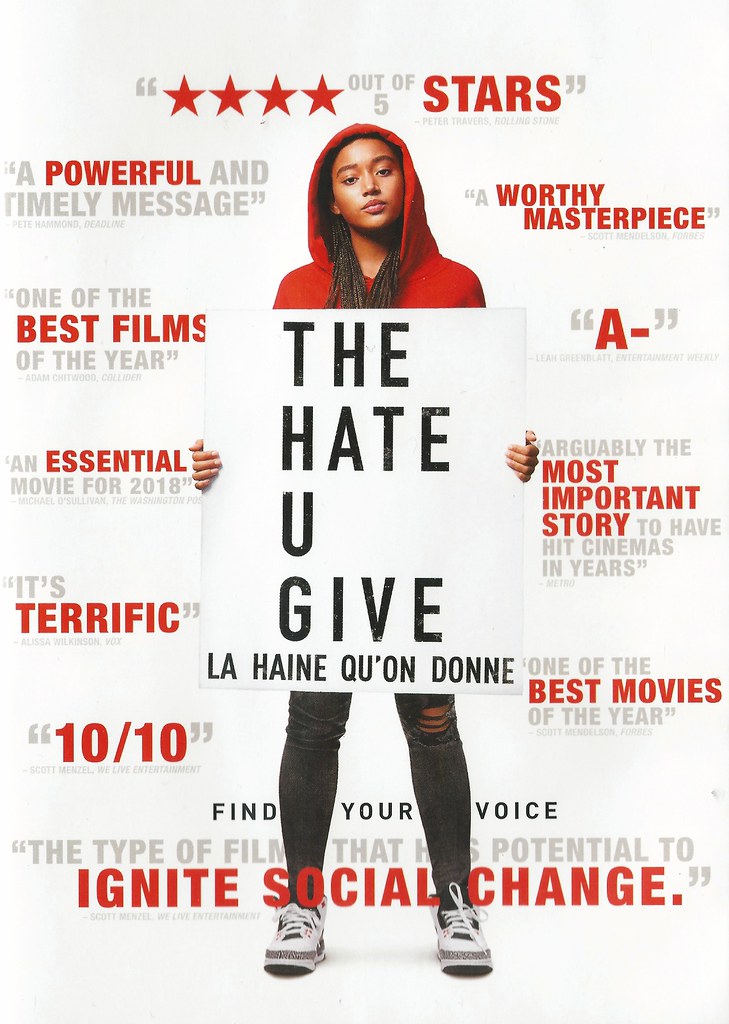 “★★★★ OUT OF 5 STARS”
– PETER TRAVERS, ROLLING STONE
“A POWERFUL AND
TIMELY MESSAGE”
– PETE HAMMOND, DEADLINE
“A WORTHY
MASTERPIECE”
– SCOTT MENDELSON, FORBES
“ONE OF THE
BEST FILMS
OF THE YEAR”
– ADAM CHITWOOD, COLLIDER
“A-”
– LEAH GREENBLATT, ENTERTAINMENT WEEKLY
THE
HATE
U
GIVE
LA HAINE QU'ON DONNE
“AN ESSENTIAL
MOVIE FOR 2018”
– MICHAEL O'SULLIVAN, THE WASHINGTON POS
“ARGUABLY THE
MOST
IMPORTANT
STORY TO HAVE
HIT CINEMAS
IN YEARS”
– METRO
“IT'S
TERRIFIC”
– ALISSA WILKINSON, VOX
“ONE OF THE
BEST MOVIES
OF THE YEAR”
– SCOTT MENDELSON, FORBES
“10/10”
– SCOTT MENZEL, WE LIVE ENTERTAINMENT
FIND YOUR VOICE
“THE TYPE OF FILM THAT HAS POTENTIAL TO
IGNITE SOCIAL CHANGE.”
– SCOTT MENZEL, WE LIVE ENTERTAINMENT